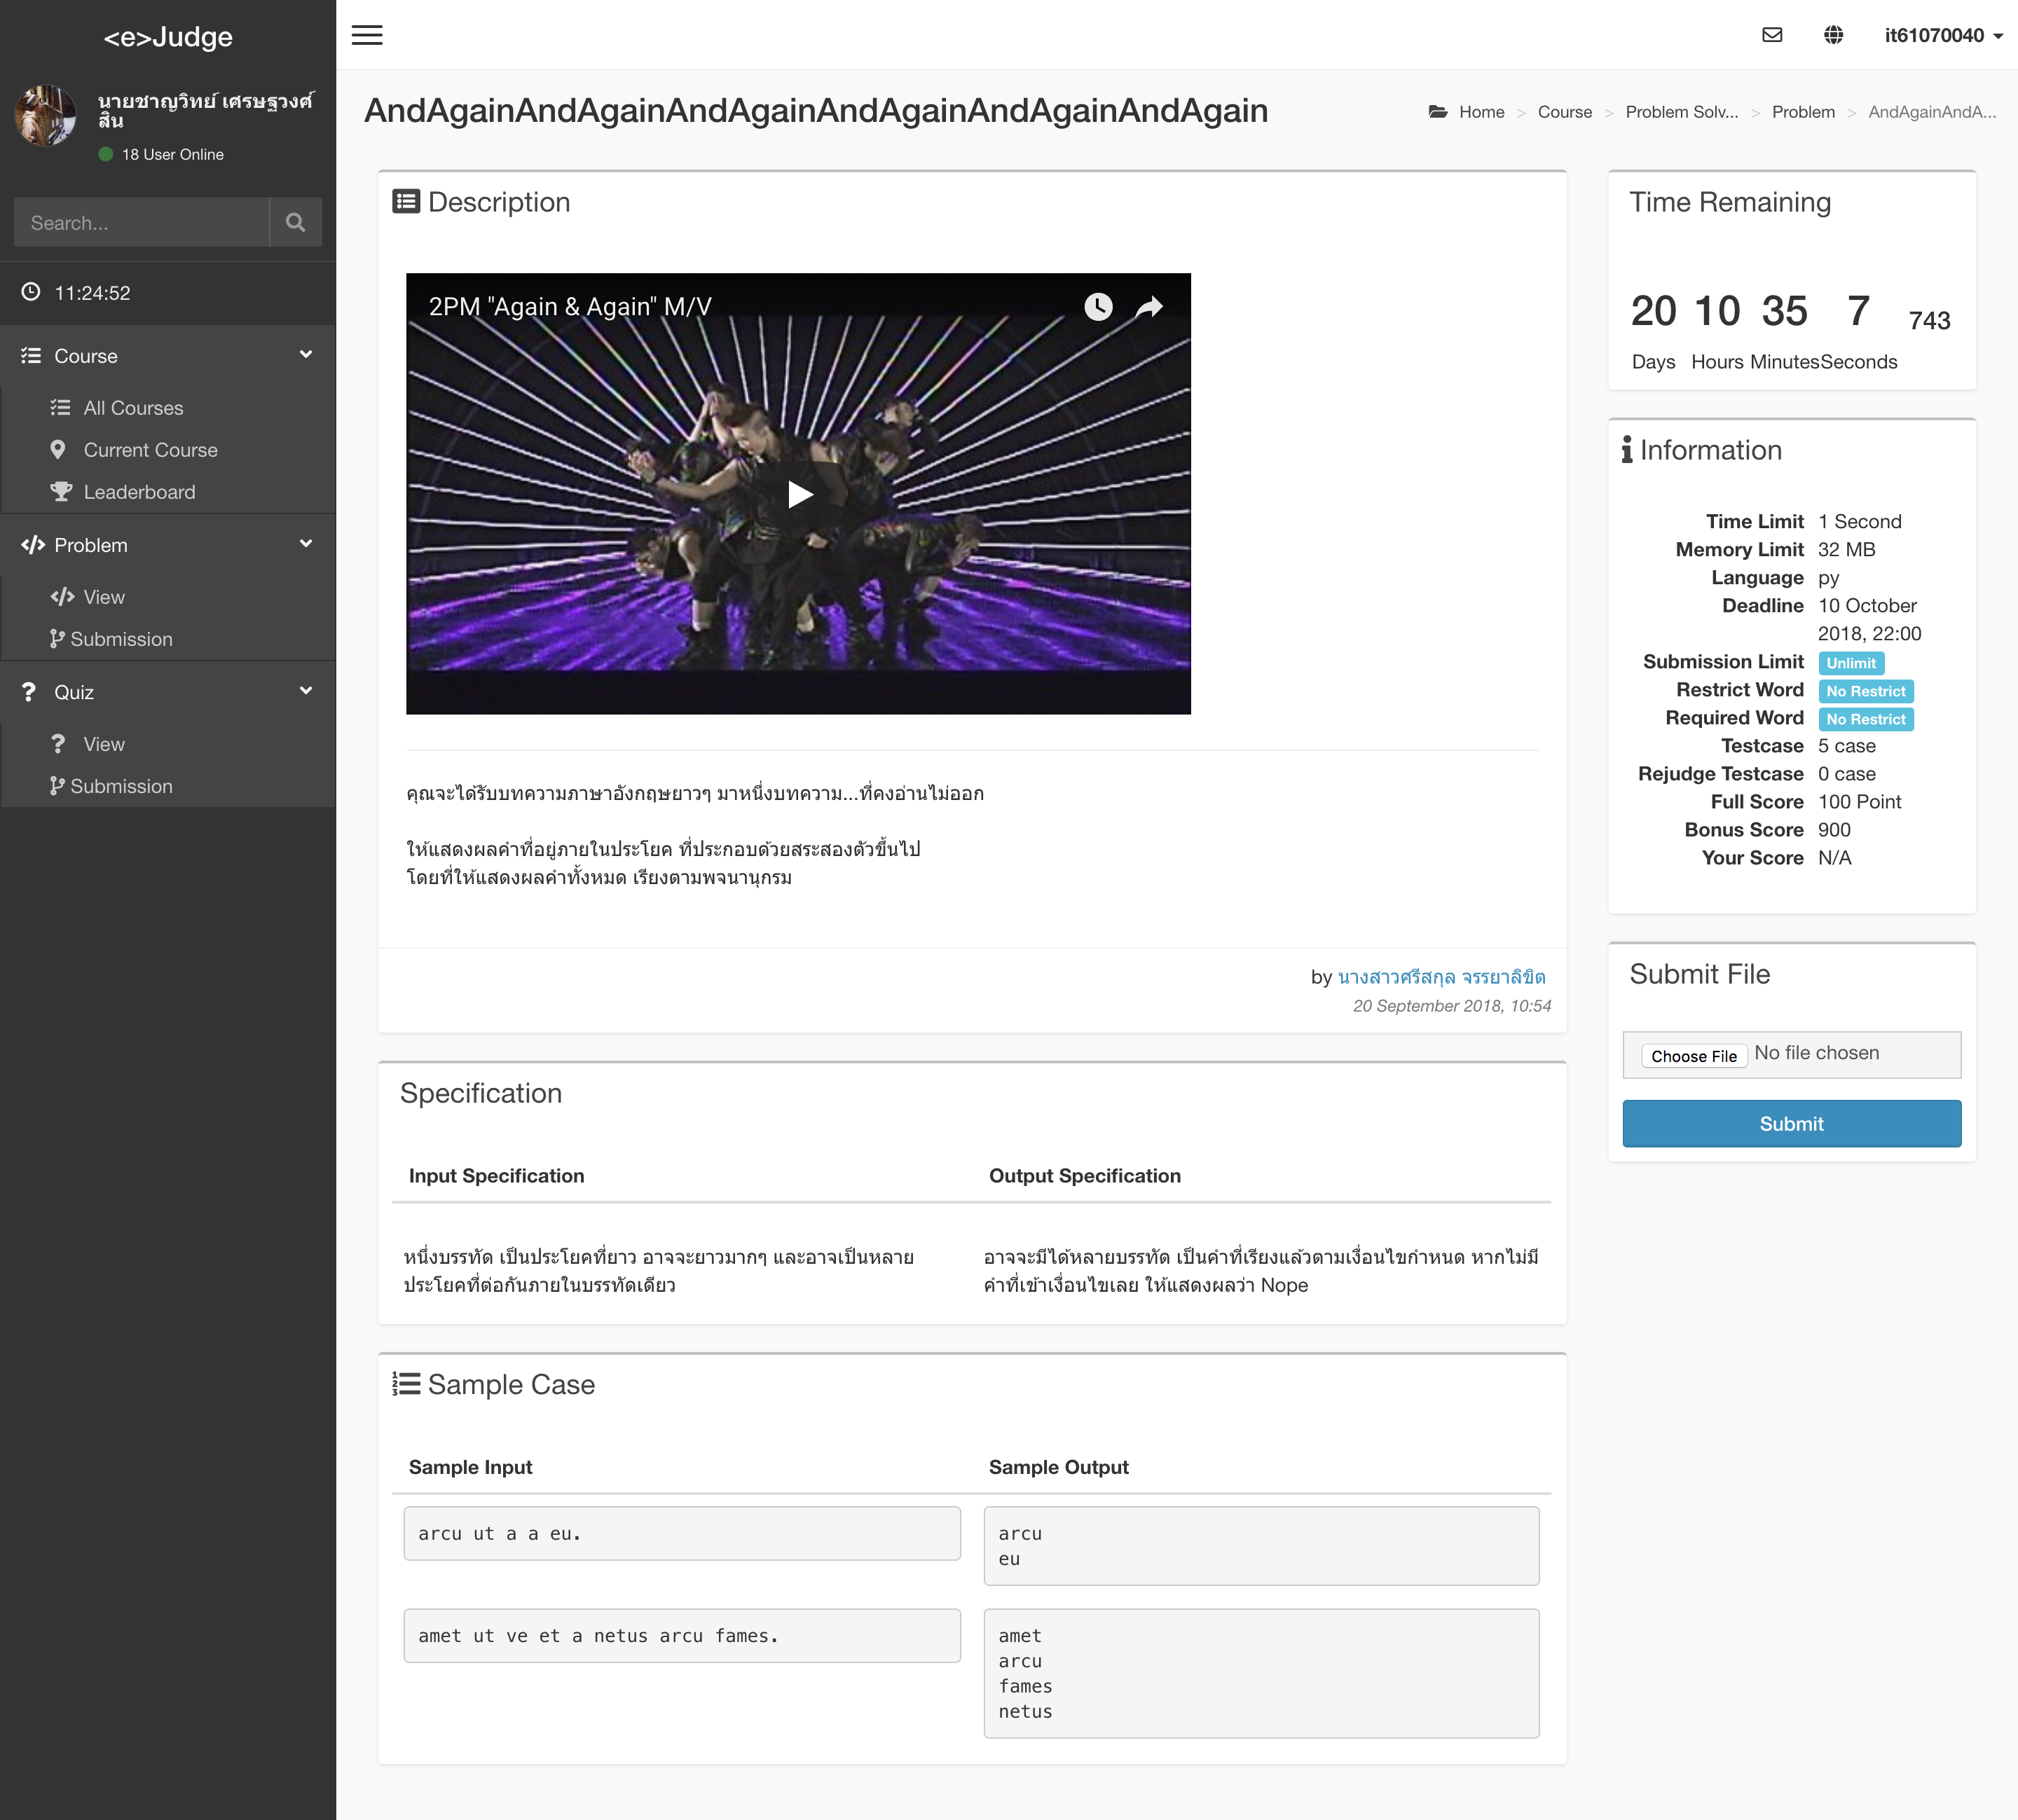 <e>Judge
it61070040
นายชาญวิทย์ เศรษฐวงศ์
สิน
18 User Online
Search...
11:24:52
Course
All Courses
Current Course
Leaderboard
Problem
View
Submission
Quiz
View
Submission
AndAgainAndAgainAndAgainAndAgainAndAgainAndAgain
Home > Course > Problem Solv... > Problem > AndAgainAndA...
Description
2PM "Again & Again" M/V
คุณจะได้รับบทความภาษาอังกฤษยาวๆ มาหนึ่งบทความ...ที่คงอ่านไม่ออก
ให้แสดงผลคำที่อยู่ภายในประโยค ที่ประกอบด้วยสระสองตัวขึ้นไป
โดยที่ให้แสดงผลคำทั้งหมด เรียงตามพจนานุกรม
by นางสาวศรีสกุล จรรยาลิขิต
20 September 2018, 10:54
Specification
Input Specification
Output Specification
หนึ่งบรรทัด เป็นประโยคที่ยาว อาจจะยาวมากๆ และอาจเป็นหลาย
ประโยคที่ต่อกันภายในบรรทัดเดียว
อาจจะมีได้หลายบรรทัด เป็นคำที่เรียงแล้วตามเงื่อนไขกำหนด หากไม่มี
คำที่เข้าเงื่อนไขเลย ให้แสดงผลว่า Nope
Sample Case
Sample Input
Sample Output
arcu ut a a eu.
arcu
eu
amet ut ve et a netus arcu fames.
amet
arcu
fames
netus
Time Remaining
20 10 35 7 743
Days Hours Minutes Seconds
Information
Time Limit 1 Second
Memory Limit 32 MB
Language py
Deadline 10 October
2018, 22:00
Submission Limit Unlimit
Restrict Word No Restrict
Required Word No Restrict
Testcase 5 case
Rejudge Testcase 0 case
Full Score 100 Point
Bonus Score 900
Your Score N/A
Submit File
Choose File No file chosen
Submit